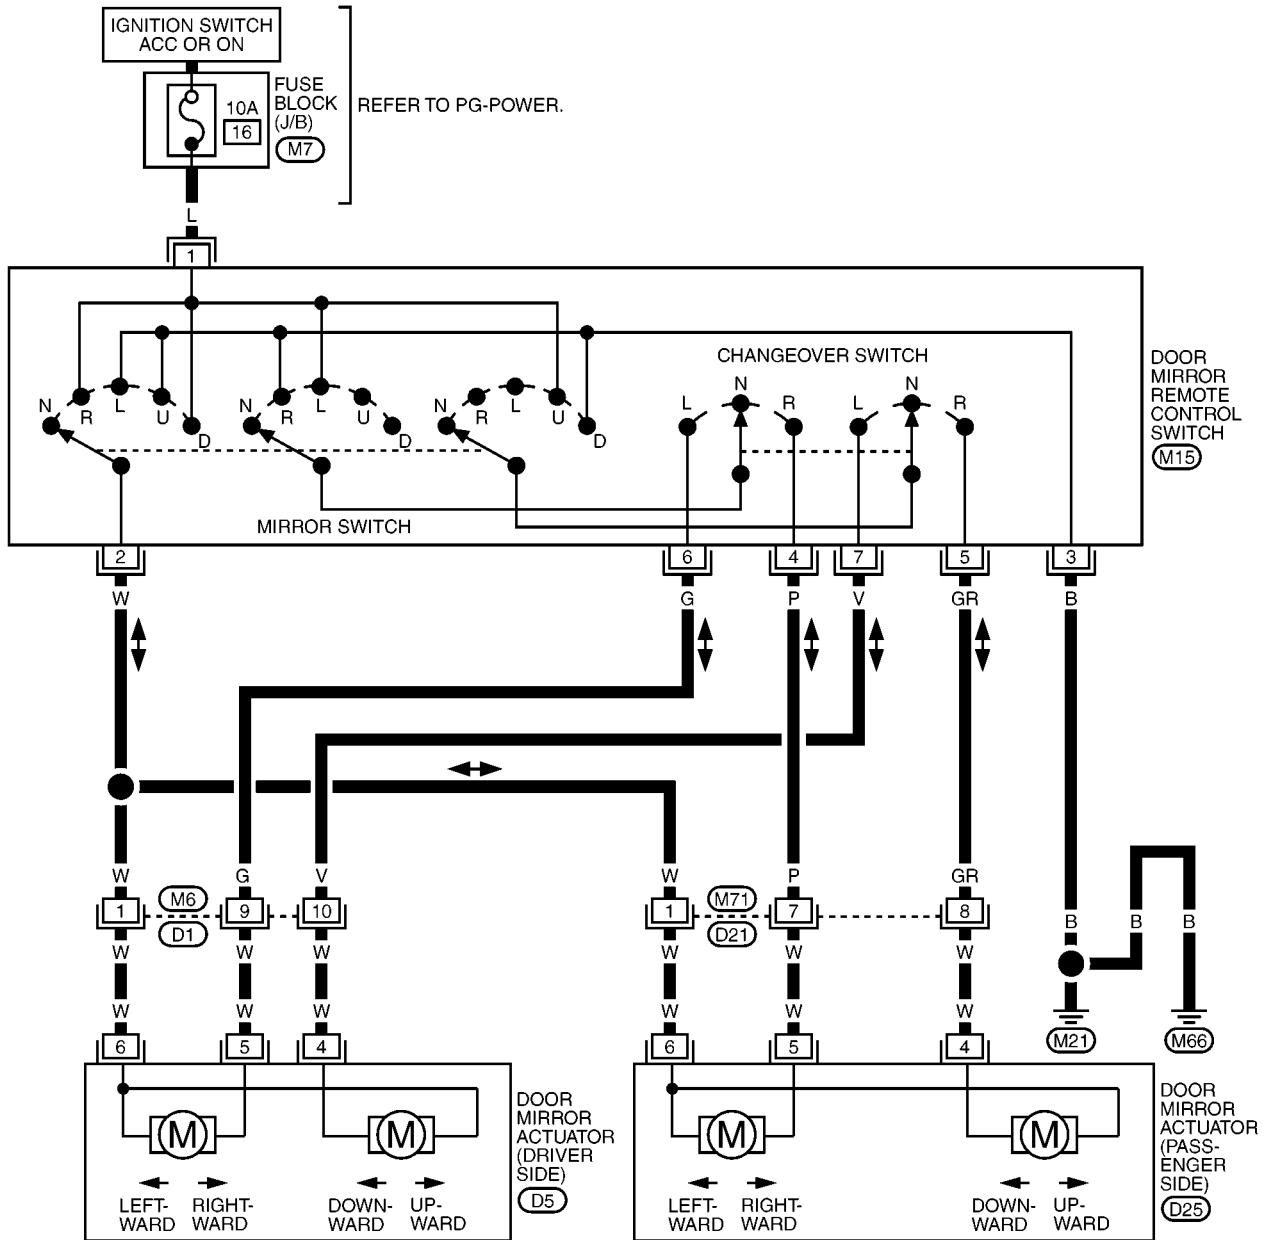 IGNITION SWITCH
ACC OR ON
FUSE
BLOCK
(J/B)
10A
16
M7
REFER TO PG-POWER.
L
1
CHANGEOVER SWITCH
DOOR
MIRROR
REMOTE
CONTROL
SWITCH
M15
N R L U D
N R L U D
N R L U D
L N R
L N R
MIRROR SWITCH
2 6 4 7 5 3
W G P V GR B
W G V W P GR
M6 M71
1 9 10 1 7 8
D1 D21
B B B
W W W W W W
W W W W W W
M21 M66
6 5 4 6 5 4
M M M M
DOOR
MIRROR
ACTUATOR
(DRIVER
SIDE)
D5
DOOR
MIRROR
ACTUATOR
(PASS-
ENGER
SIDE)
D25
LEFT-
WARD
RIGHT-
WARD
DOWN-
WARD
UP-
WARD
LEFT-
WARD
RIGHT-
WARD
DOWN-
WARD
UP-
WARD